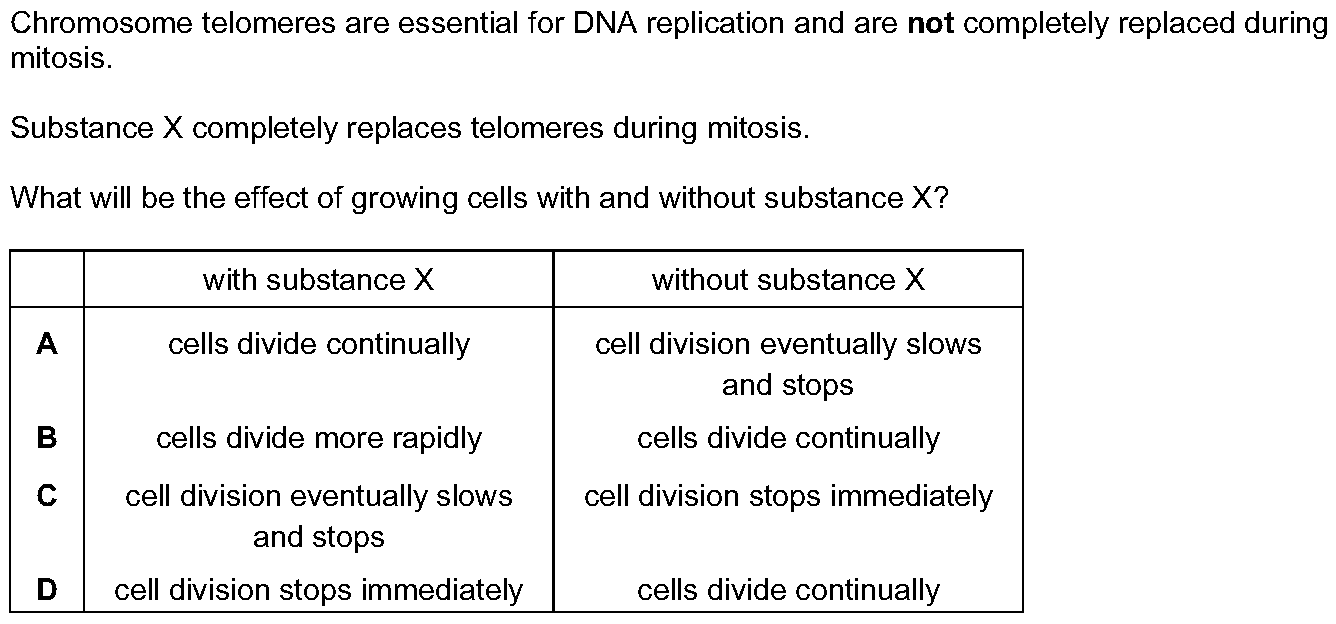 Chromosome telomeres are essential for DNA replication and are not completely replaced during
mitosis.
Substance X completely replaces telomeres during mitosis.
What will be the effect of growing cells with and without substance X?
with substance X without substance X
A cells divide continually cell division eventually slows
and stops
B cells divide more rapidly cells divide continually
C cell division eventually slows cell division stops immediately
and stops
D cell division stops immediately cells divide continually